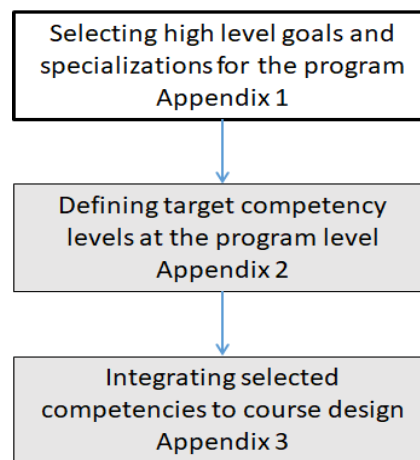 Selecting high level goals and
specializations for the program
Appendix 1
Defining target competency
levels at the program level
Appendix 2
Integrating selected
competencies to course design
Appendix 3